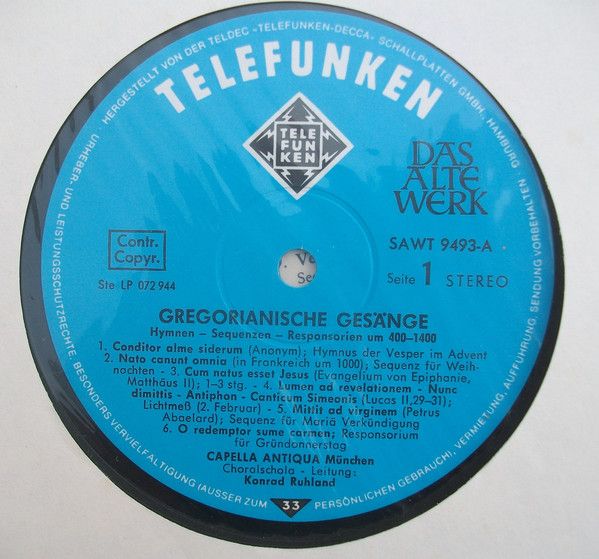 HERGESTELLT VON DER TELDEC »TELEFUNKEN-DECCA« SCHALLPLATTEN GMBH., HAMBURG
TELEFUNKEN
TELE
FUN
KEN
DAS
ALTE
WERK
Contr.
Copyr.
SAWT 9493-A
Ste LP 072 944
Seite 1 STEREO
. Ve
Se
GREGORIANISCHE GESÄNGE
Hymnen – Sequenzen – Responsorien um 400–1400
1. Conditor alme siderum (Anonym); Hymnus der Vesper im Advent
2. Nato canunt omnia (in Frankreich um 1000); Sequenz für Weih-
nachten - 3. Cum natus esset Jesus (Evangelium von Epiphanie,
Matthäus II); 1–3 stg. - 4. Lumen ad revelationem - Nunc
dimittis - Antiphon - Canticum Simeonis (Lucas II,29–31);
Lichtmeß (2. Februar) - 5. Mittit ad virginem (Petrus
Abaelard); Sequenz für Mariä Verkündigung
6. O redemptor sume carmen; Responsorium
für Gründonnerstag
CAPELLA ANTIQUA München
Choralschola - Leitung:
Konrad Ruhland
33
URHEBER- UND LEISTUNGSSCHUTZRECHTE, BESONDERS VERVIELFÄLTIGUNG (AUSSER ZUM PERSÖNLICHEN GEBRAUCH), VERMIETUNG, AUFFÜHRUNG, SENDUNG VORBEHALTEN